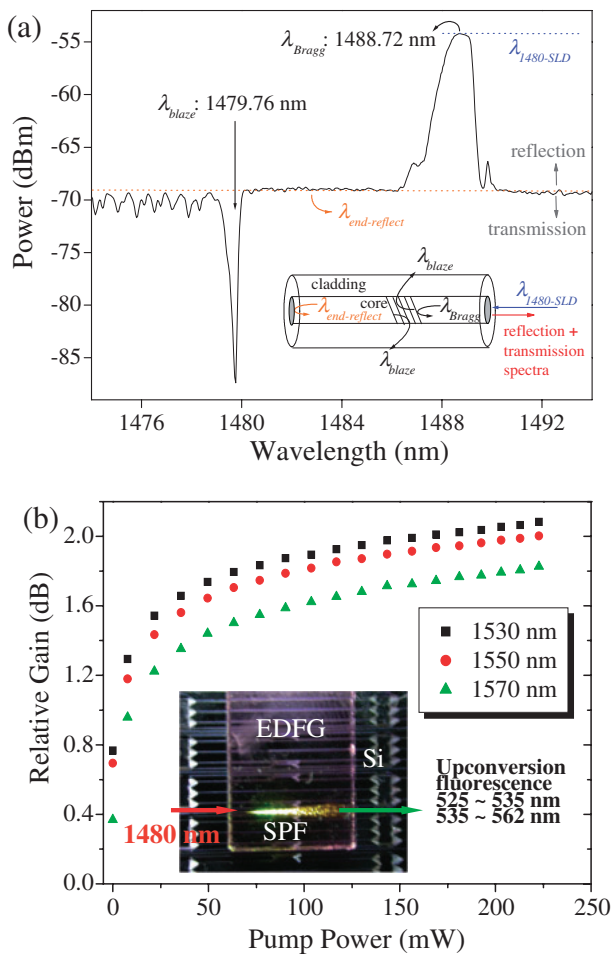 (a)
-55
-60
-65
-70
-75
-80
-85
Power (dBm)
λBragg: 1488.72 nm
λ1480-SLD
λblaze: 1479.76 nm
reflection
transmission
λend-reflect
λblaze
cladding
core
λend-reflect
λBragg
λ1480-SLD
reflection +
transmission
spectra
λblaze
1476 1480 1484 1488 1492
Wavelength (nm)
(b)
2.0
1.6
1.2
0.8
0.4
0.0
Relative Gain (dB)
1530 nm
1550 nm
1570 nm
EDFG
Si
SPF
1480 nm
Upconversion
fluorescence
525 ~ 535 nm
535 ~ 562 nm
0 50 100 150 200 250
Pump Power (mW)